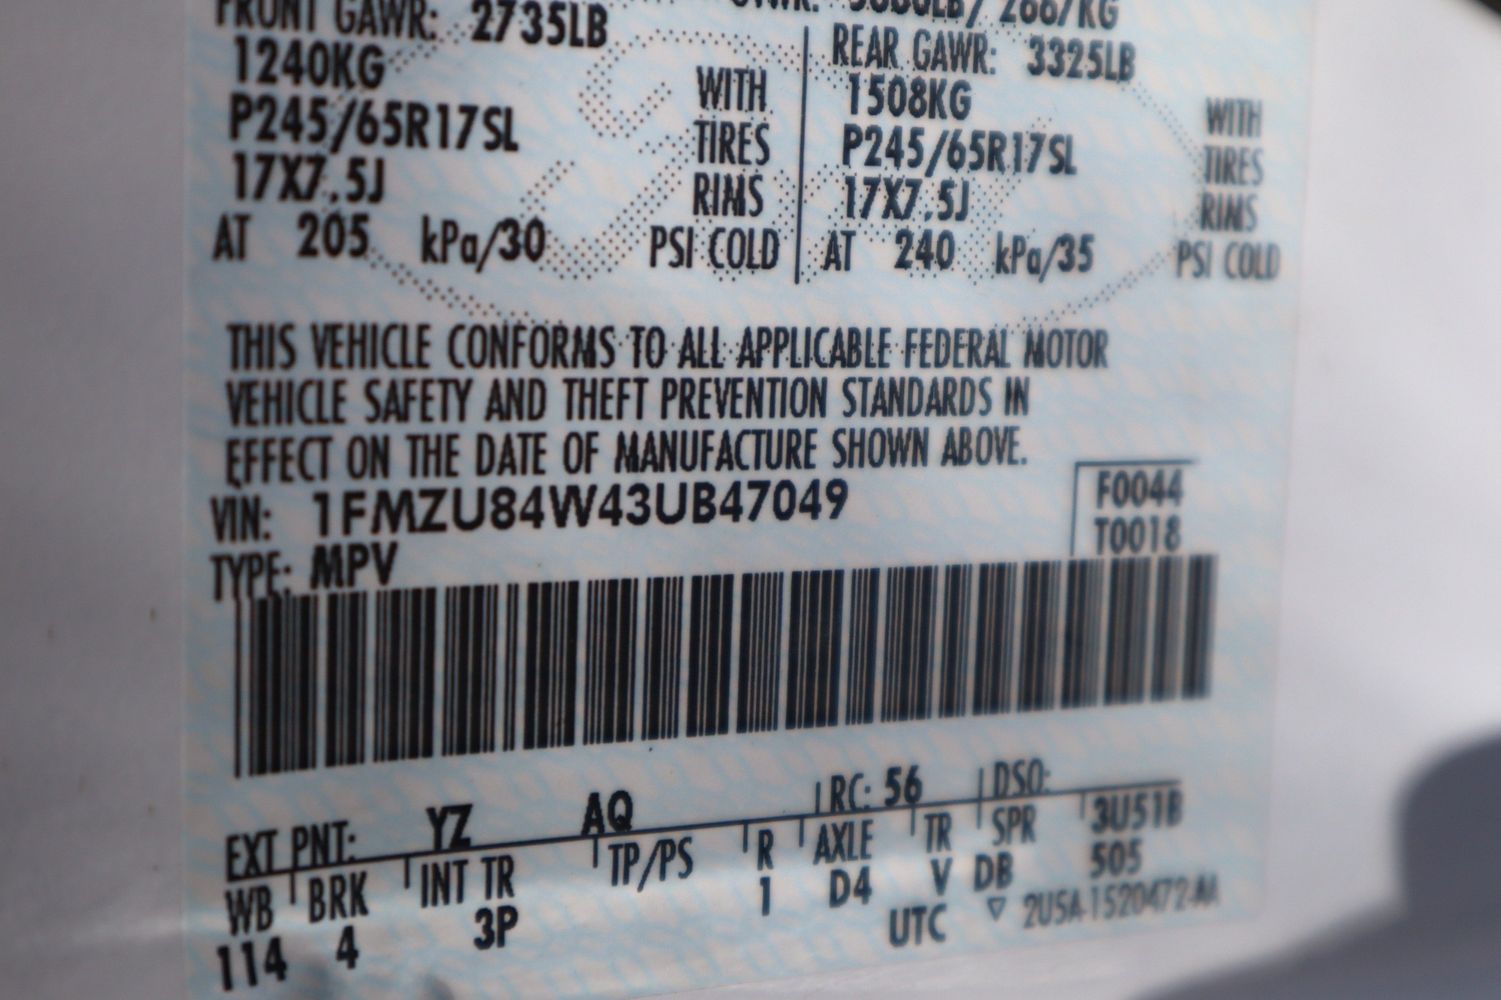 FRONT GAWR: 2735LB
1240KG WITH
P245/65R17SL TIRES
17X7.5J RIMS
AT 205 kPa/30 PSI COLD
REAR GAWR: 3325LB
1508KG WITH
P245/65R17SL TIRES
17X7.5J RIMS
AT 240 kPa/35 PSI COLD
THIS VEHICLE CONFORMS TO ALL APPLICABLE FEDERAL MOTOR
VEHICLE SAFETY AND THEFT PREVENTION STANDARDS IN
EFFECT ON THE DATE OF MANUFACTURE SHOWN ABOVE.
VIN: 1FMZU84W43UB47049
F0044
T0018
TYPE: MPV
EXT PNT: YZ AQ RC: 56 DSO:
WB BRK INT TR TP/PS R AXLE TR SPR 3U51B
114 4 3P 1 D4 V DB 505
UTC ▽ 2U5A-1520472-AA